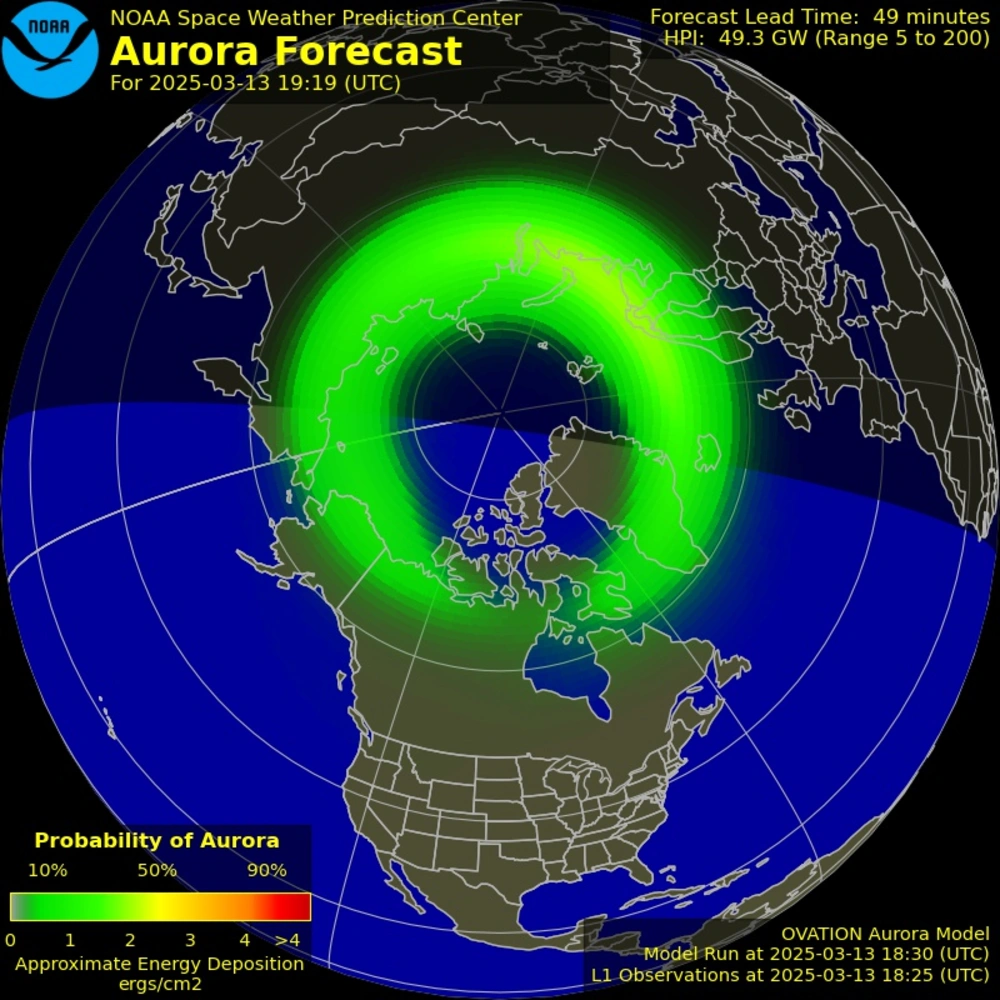 NOAA
NOAA Space Weather Prediction Center
Aurora Forecast
For 2025-03-13 19:19 (UTC)
Forecast Lead Time:  49 minutes
HPI:  49.3 GW (Range 5 to 200)
Probability of Aurora
10% 50% 90%
0 1 2 3 4 >4
Approximate Energy Deposition
ergs/cm2
OVATION Aurora Model
Model Run at 2025-03-13 18:30 (UTC)
L1 Observations at 2025-03-13 18:25 (UTC)